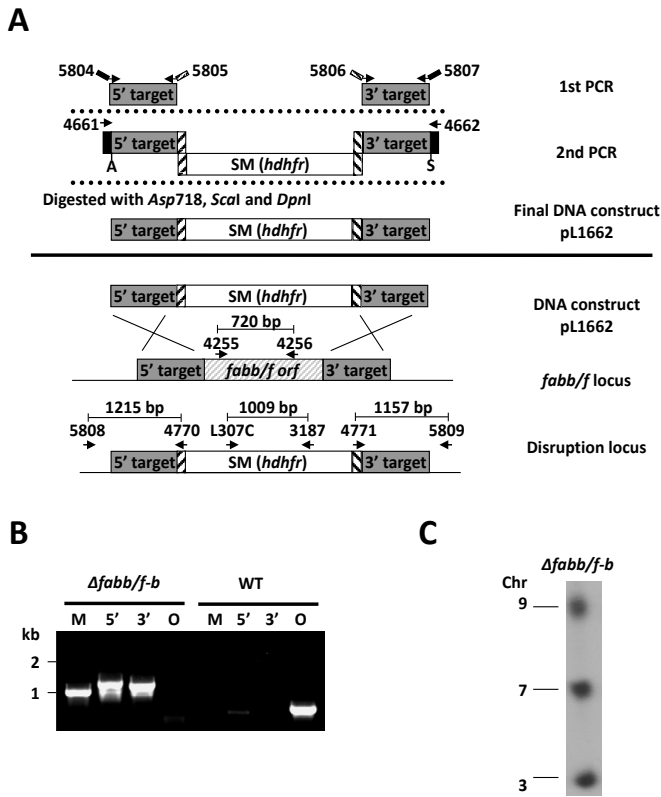 A
5804 5805 5806 5807
5’ target 3’ target 1st PCR
4661 4662
5’ target 3’ target 2nd PCR
SM (hdhfr)
A S
Digested with Asp718, ScaI and DpnI
5’ target SM (hdhfr) 3’ target Final DNA construct
pL1662
5’ target SM (hdhfr) 3’ target DNA construct
pL1662
720 bp
4255 4256
5’ target fabb/f orf 3’ target fabb/f locus
1215 bp 1009 bp 1157 bp
5808 4770 L307C 3187 4771 5809
5’ target SM (hdhfr) 3’ target Disruption locus
B
Δfabb/f-b WT
M 5’ 3’ O M 5’ 3’ O
kb
2
1
C
Δfabb/f-b
Chr
9
7
3